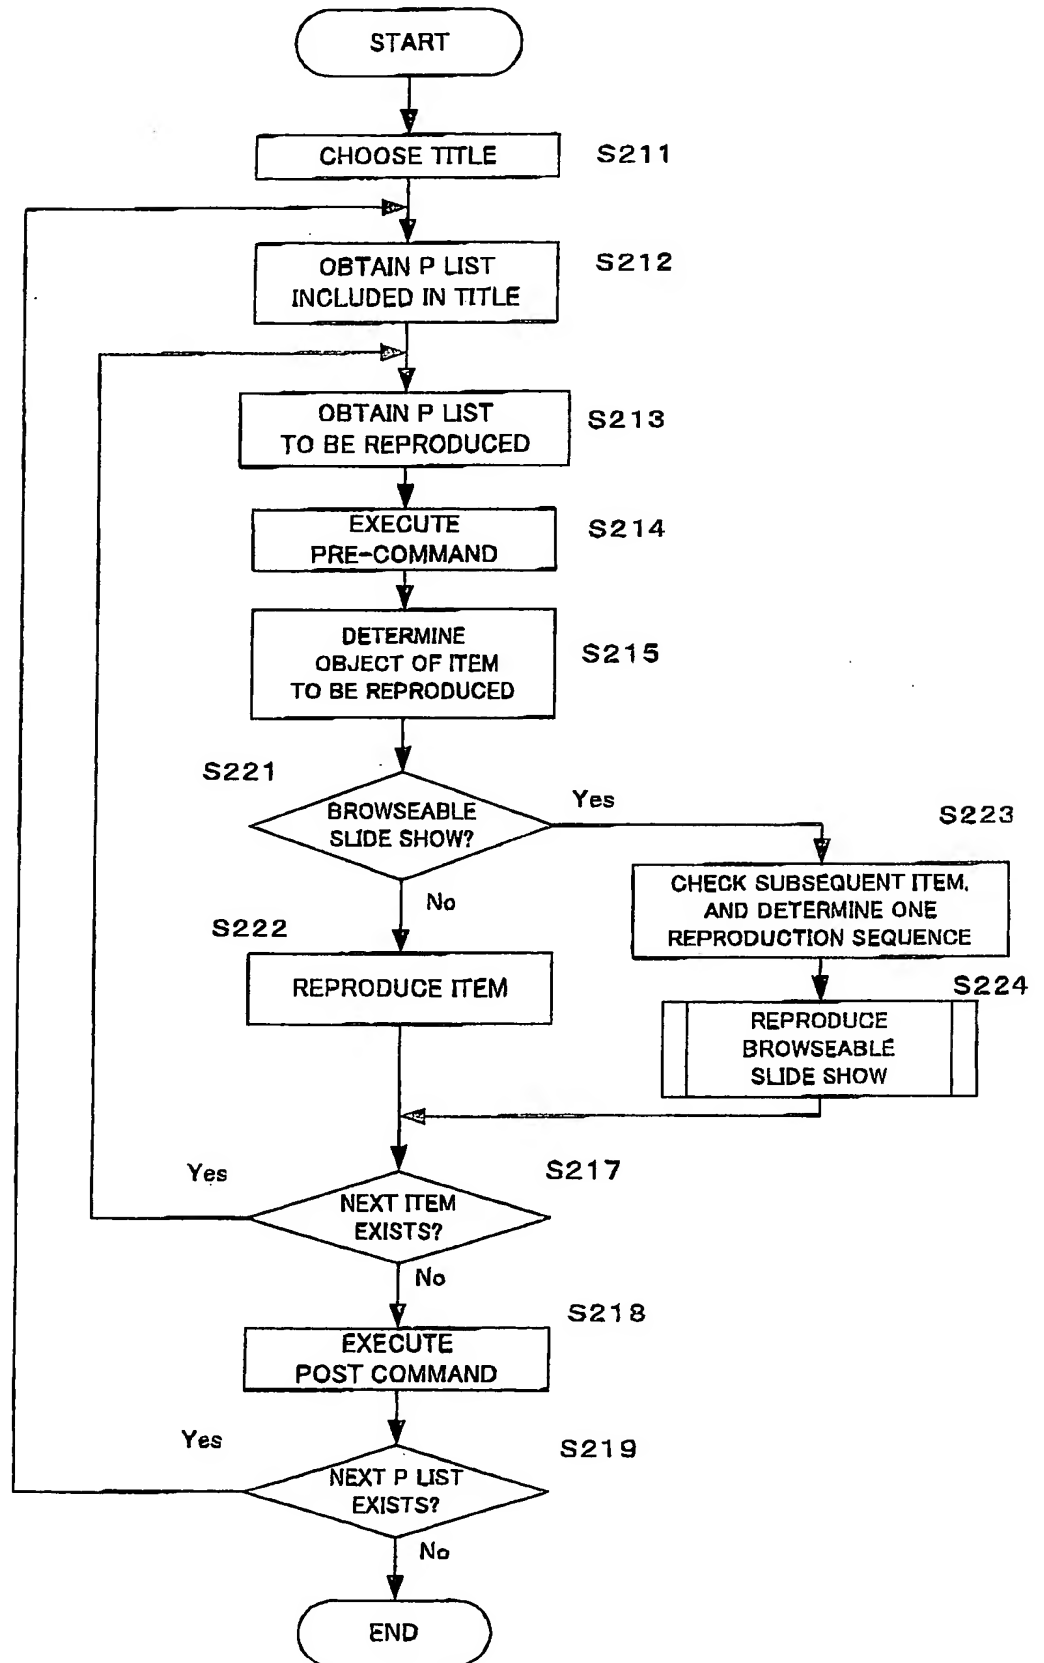 START
CHOOSE TITLE
S211
OBTAIN P LIST
INCLUDED IN TITLE
S212
OBTAIN P LIST
TO BE REPRODUCED
S213
EXECUTE
PRE-COMMAND
S214
DETERMINE
OBJECT OF ITEM
TO BE REPRODUCED
S215
S221
BROWSEABLE
SLIDE SHOW?
Yes
No
S223
CHECK SUBSEQUENT ITEM,
AND DETERMINE ONE
REPRODUCTION SEQUENCE
S222
REPRODUCE ITEM
S224
REPRODUCE
BROWSEABLE
SLIDE SHOW
S217
Yes
NEXT ITEM
EXISTS?
No
S218
EXECUTE
POST COMMAND
Yes
S219
NEXT P LIST
EXISTS?
No
END